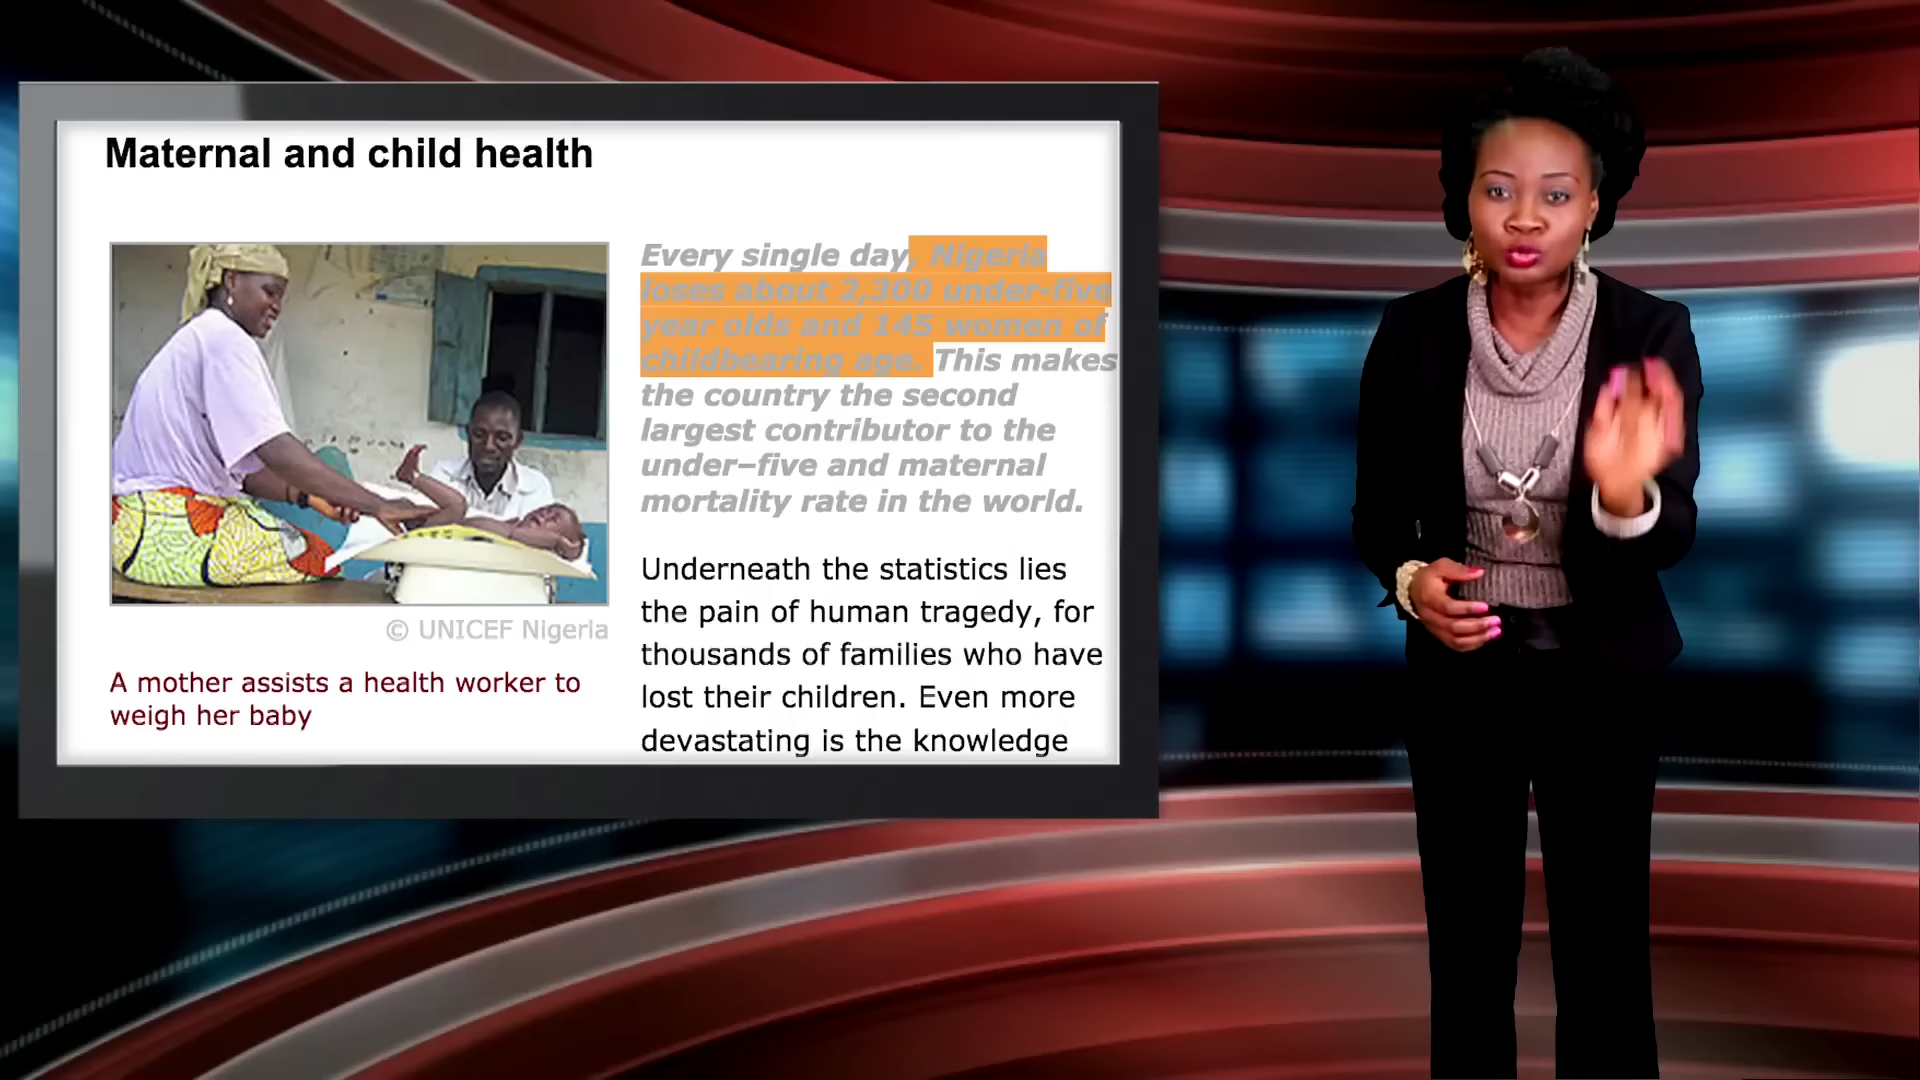 Maternal and child health
Every single day, Nigeria
loses about 2,300 under-five
year olds and 145 women of
childbearing age. This makes
the country the second
largest contributor to the
under–five and maternal
mortality rate in the world.
Underneath the statistics lies
the pain of human tragedy, for
thousands of families who have
lost their children. Even more
devastating is the knowledge
© UNICEF Nigeria
A mother assists a health worker to
weigh her baby